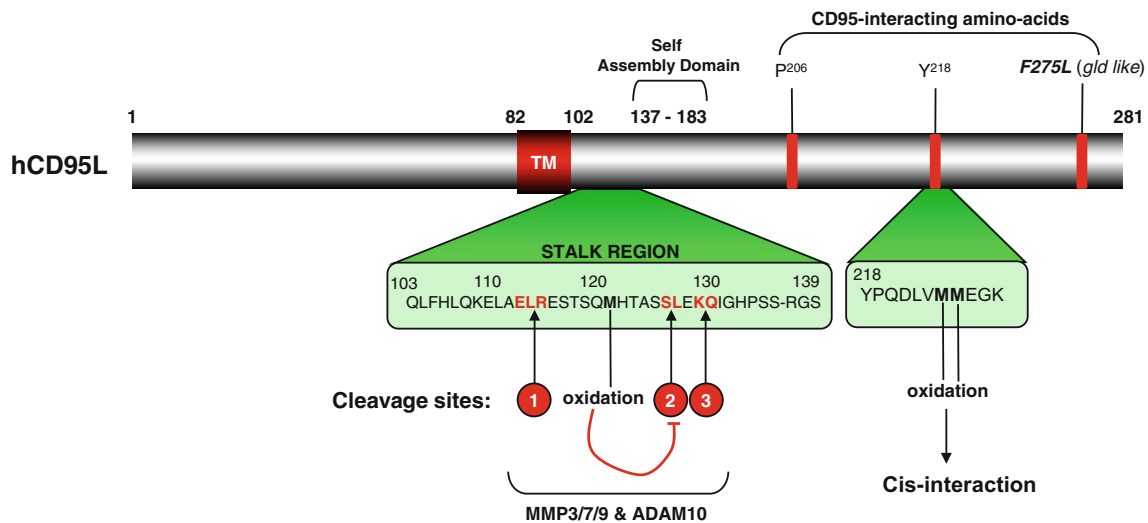 CD95-interacting amino-acids
Self
Assembly Domain
P206
Y218
F275L (gld like)
1
82
102
137 - 183
281
hCD95L
TM
STALK REGION
103
110
120
130
139
QLFHLQKELAELRESTSQMHTASSLEKQIGHPSS-RGS
218
YPQDLVMMEGK
Cleavage sites:
1
oxidation
2
3
oxidation
Cis-interaction
MMP3/7/9 & ADAM10